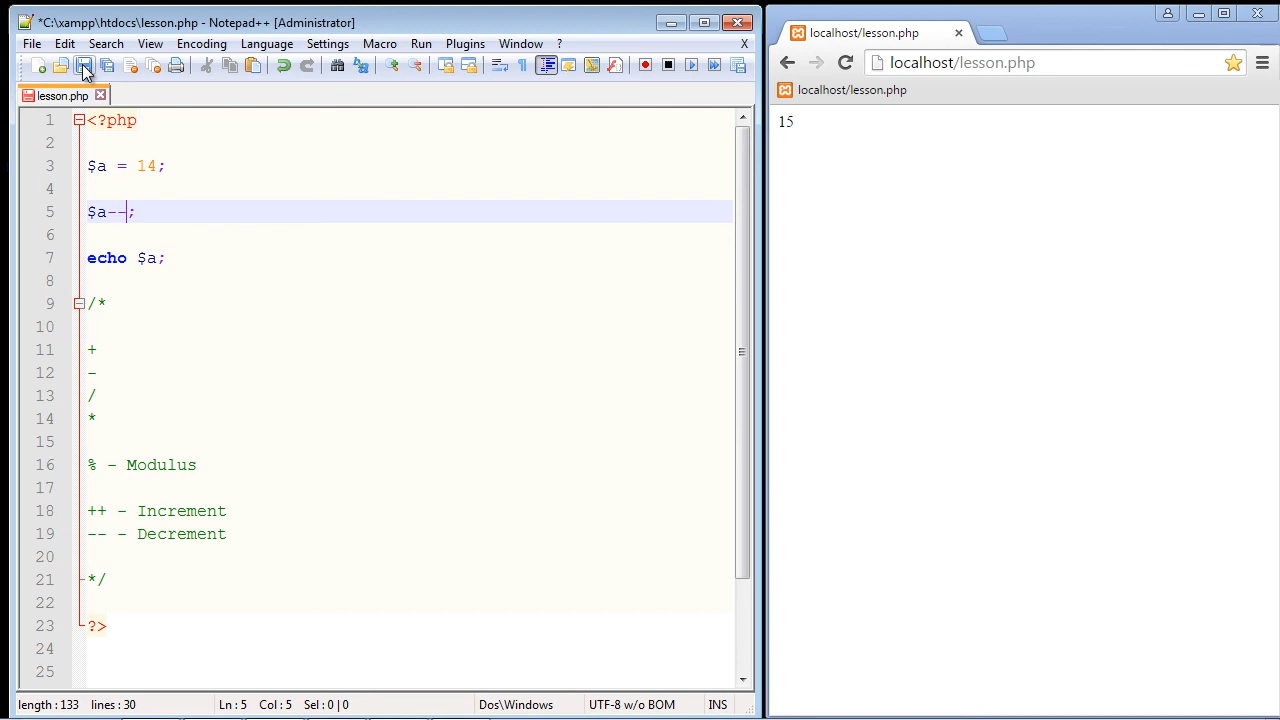 *C:\xampp\htdocs\lesson.php - Notepad++ [Administrator]
File Edit Search View Encoding Language Settings Macro Run Plugins Window ? X
lesson.php
1 <?php
2
3 $a = 14;
4
5 $a--;
6
7 echo $a;
8
9 /*
10
11 +
12 -
13 /
14 *
15
16 % - Modulus
17
18 ++ - Increment
19 -- - Decrement
20
21 */
22
23 ?>
24
25
length : 133 lines : 30 Ln : 5 Col : 5 Sel : 0 | 0 Dos\Windows UTF-8 w/o BOM INS
localhost/lesson.php
localhost/lesson.php
localhost/lesson.php
15